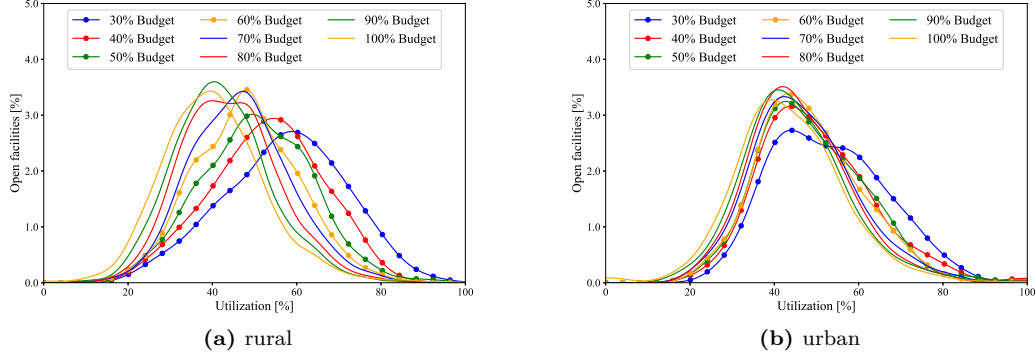 5.0
4.0
3.0
2.0
1.0
0.0
Open facilities [%]
30% Budget 60% Budget 90% Budget
40% Budget 70% Budget 100% Budget
50% Budget 80% Budget
0 20 40 60 80 100
Utilization [%]
(a) rural
5.0
4.0
3.0
2.0
1.0
0.0
Open facilities [%]
30% Budget 60% Budget 90% Budget
40% Budget 70% Budget 100% Budget
50% Budget 80% Budget
0 20 40 60 80 100
Utilization [%]
(b) urban